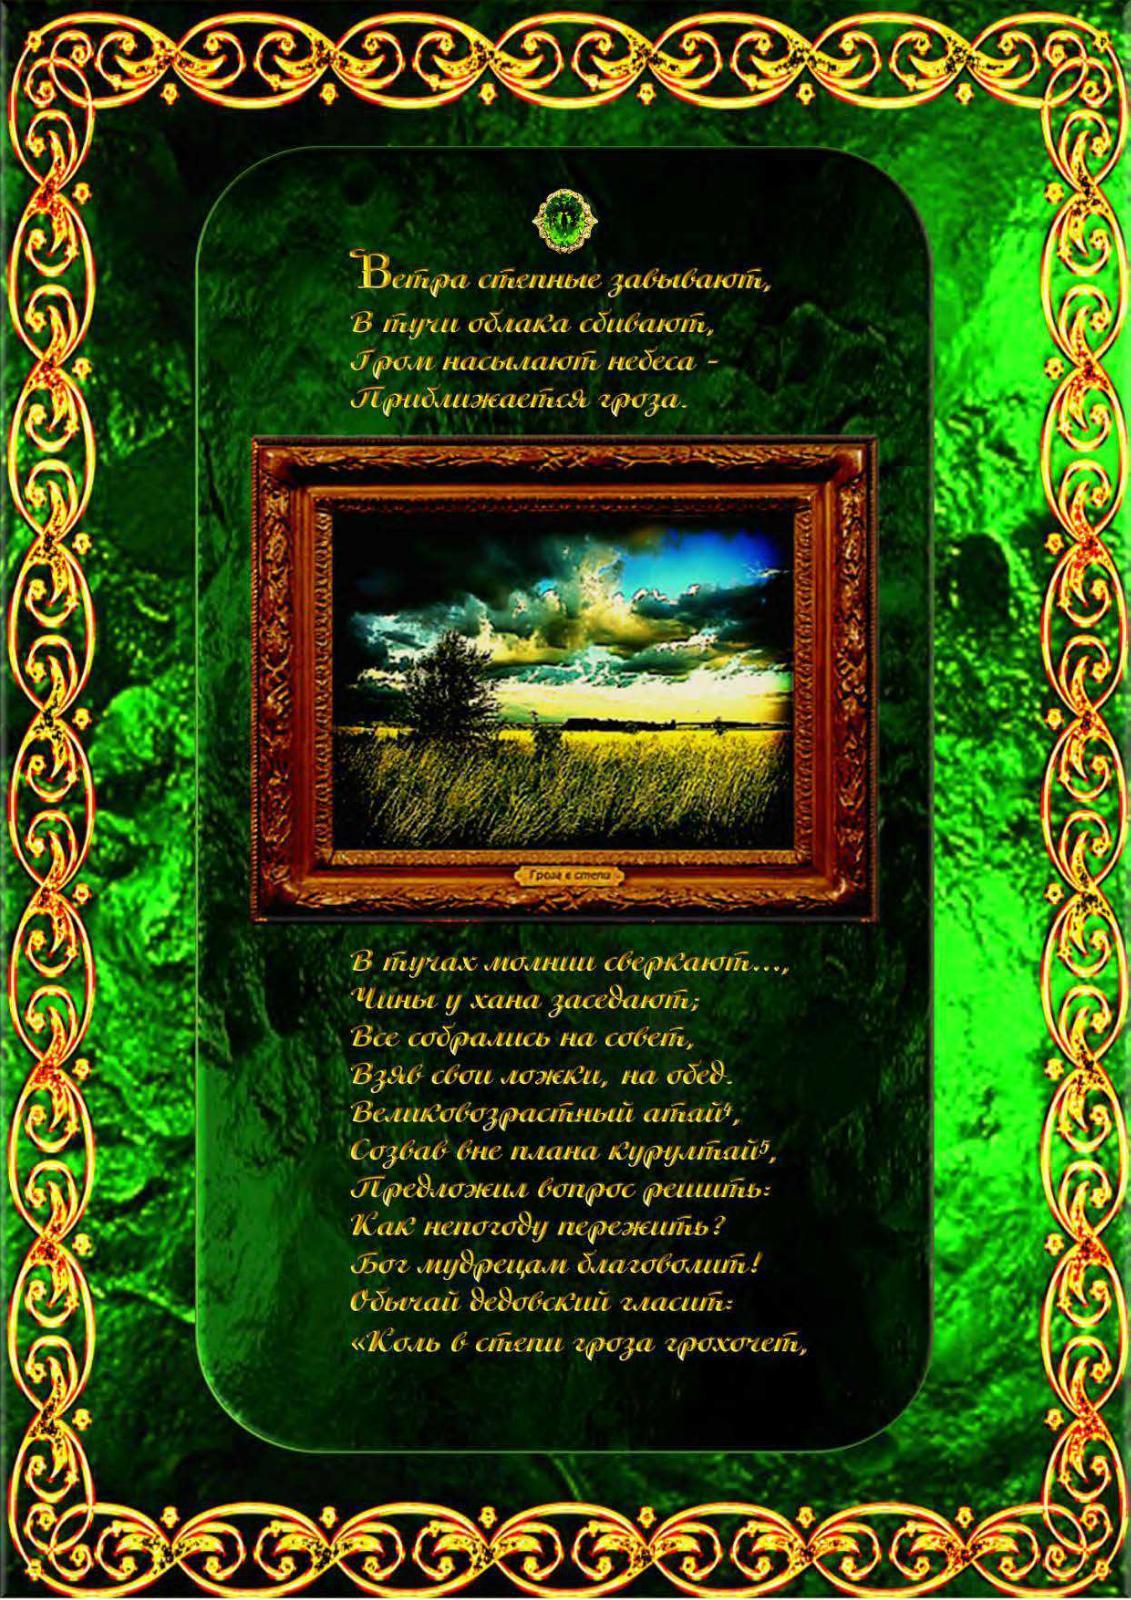 Ветра степные завывают,
В тучи облака сбивают,
Гром насылают небеса -
Приближается гроза.
Гроза в степи
В тучах молнии сверкают...,
Чины у хана заседают;
Все собрались на совет,
Взяв свои ложки, на обед.
Великовозрастный атай⁴,
Созвав вне плана курултай⁵,
Предложил вопрос решить:
Как непогоду пережить?
Бог мудрецам благоволит!
Обычай дедовский гласит:
«Коль в степи гроза грохочет,